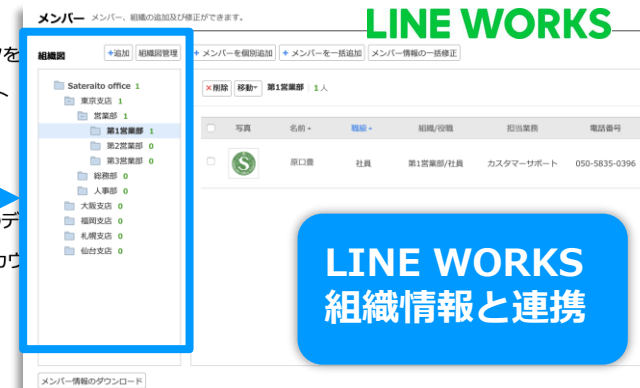 メンバー メンバー、組織の追加及び修正ができます。
LINE WORKS
組織図 +追加 組織図管理
+ メンバーを個別追加 + メンバーを一括追加 メンバー情報の一括修正
を
Sateraito office 1
東京支店 1
営業部 1
第1営業部 1
第2営業部 0
第3営業部 0
総務部 0
人事部 0
大阪支店 0
福岡支店 0
札幌支店 0
仙台支店 0
×削除 移動 第1営業部 1人
写真 名前 職級 組織/役職 担当業務 電話番号
S 原口豊 社員 第1営業部/社員 カスタマーサポート 050-5835-0396
LINE WORKS
組織情報と連携
メンバー情報のダウンロード